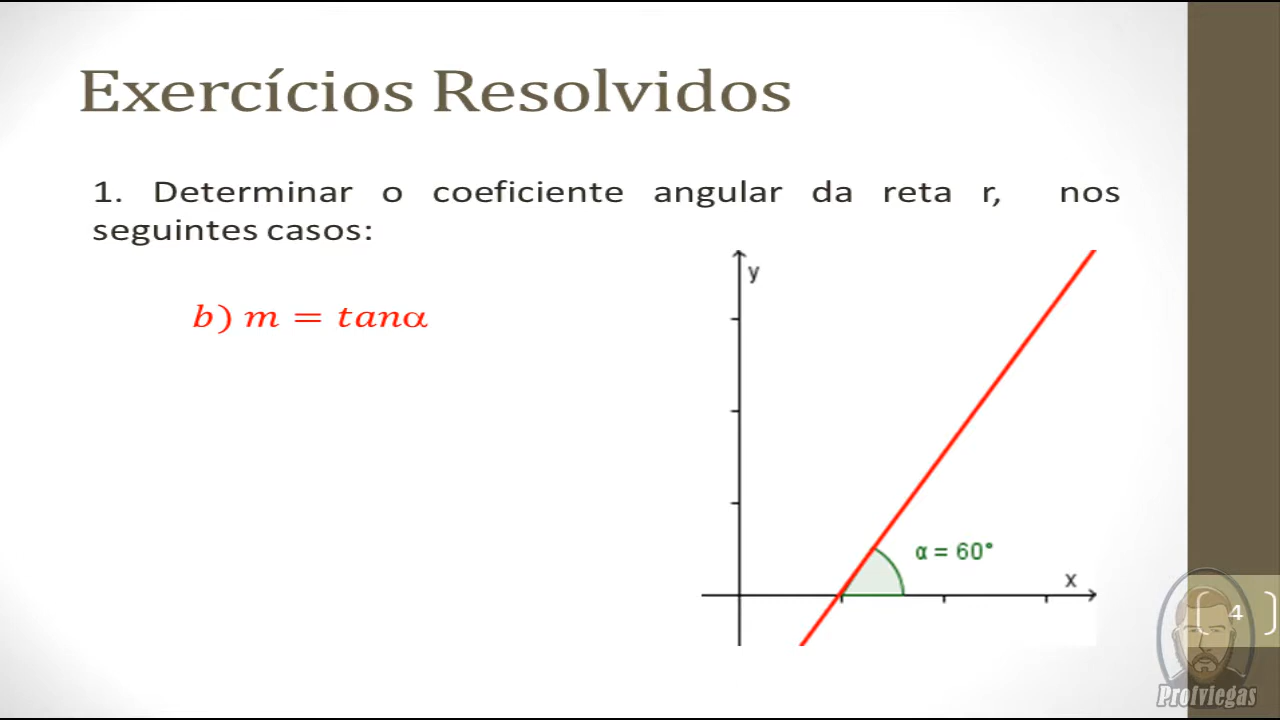 Exercícios Resolvidos
1. Determinar o coeficiente angular da reta r, nos
seguintes casos:
b) m = tanα
y
α = 60°
x
4
Profviegas